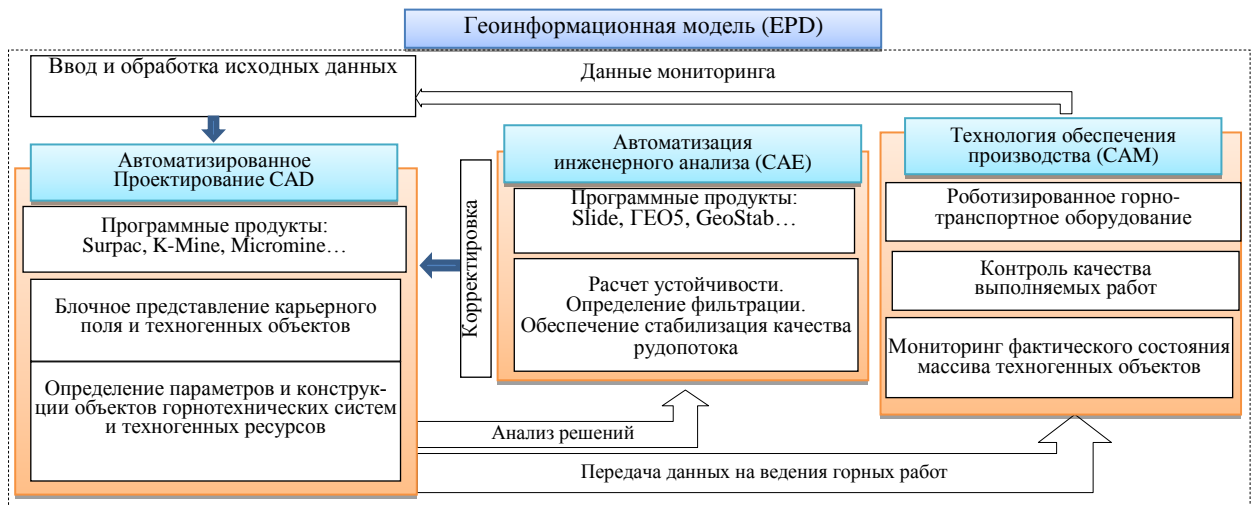 Геоинформационная модель (EPD)
Ввод и обработка исходных данных
Данные мониторинга
Автоматизированное
Проектирование CAD
Программные продукты:
Surpac, K-Mine, Micromine…
Блочное представление карьерного
поля и техногенных объектов
Определение параметров и конструк-
ции объектов горнотехнических систем
и техногенных ресурсов
Корректировка
Автоматизация
инженерного анализа (CAE)
Программные продукты:
Slide, ГЕО5, GeoStab…
Расчет устойчивости.
Определение фильтрации.
Обеспечение стабилизация качества
рудопотока
Технология обеспечения
производства (CAM)
Роботизированное горно-
транспортное оборудование
Контроль качества
выполняемых работ
Мониторинг фактического состояния
массива техногенных объектов
Анализ решений
Передача данных на ведения горных работ